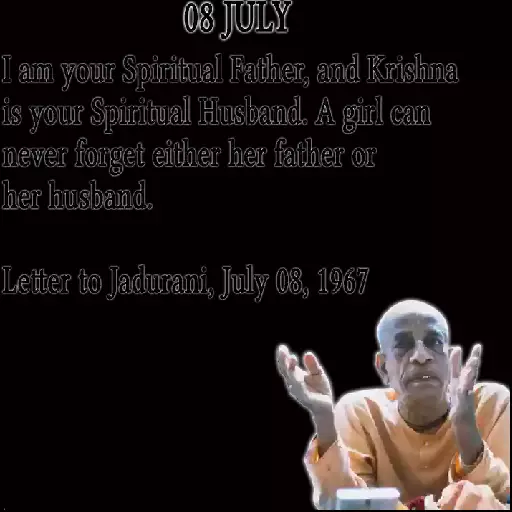 08 JULY
I am your Spiritual Father, and Krishna
is your Spiritual Husband. A girl can
never forget either her father or
her husband.
Letter to Jadurani, July 08, 1967